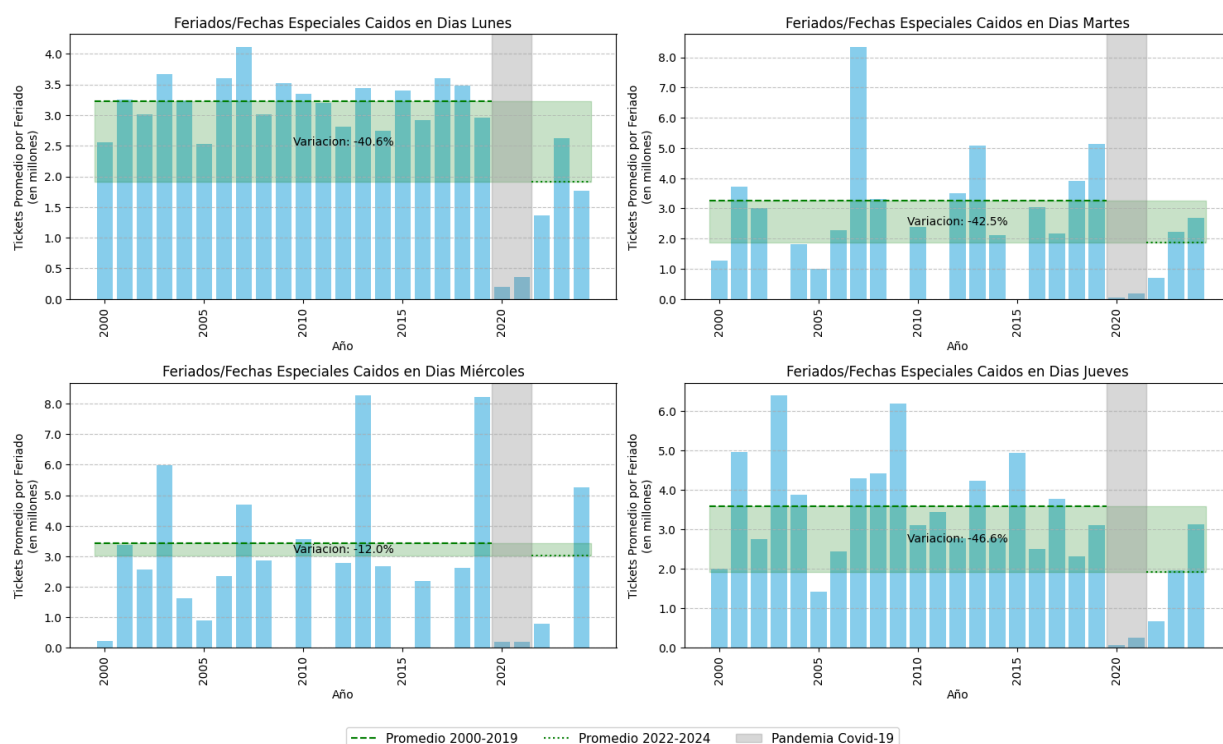 Feriados/Fechas Especiales Caidos en Dias Lunes
Tickets Promedio por Feriado
(en millones)
4.0
3.5
3.0
2.5
2.0
1.5
1.0
0.5
0.0
Variacion: -40.6%
2000
2005
2010
2015
2020
Año
Feriados/Fechas Especiales Caidos en Dias Martes
Tickets Promedio por Feriado
(en millones)
8.0
7.0
6.0
5.0
4.0
3.0
2.0
1.0
0.0
Variacion: -42.5%
2000
2005
2010
2015
2020
Año
Feriados/Fechas Especiales Caidos en Dias Miércoles
Tickets Promedio por Feriado
(en millones)
8.0
7.0
6.0
5.0
4.0
3.0
2.0
1.0
0.0
Variacion: -12.0%
2000
2005
2010
2015
2020
Año
Feriados/Fechas Especiales Caidos en Dias Jueves
Tickets Promedio por Feriado
(en millones)
6.0
5.0
4.0
3.0
2.0
1.0
0.0
Variacion: -46.6%
2000
2005
2010
2015
2020
Año
Promedio 2000-2019
Promedio 2022-2024
Pandemia Covid-19